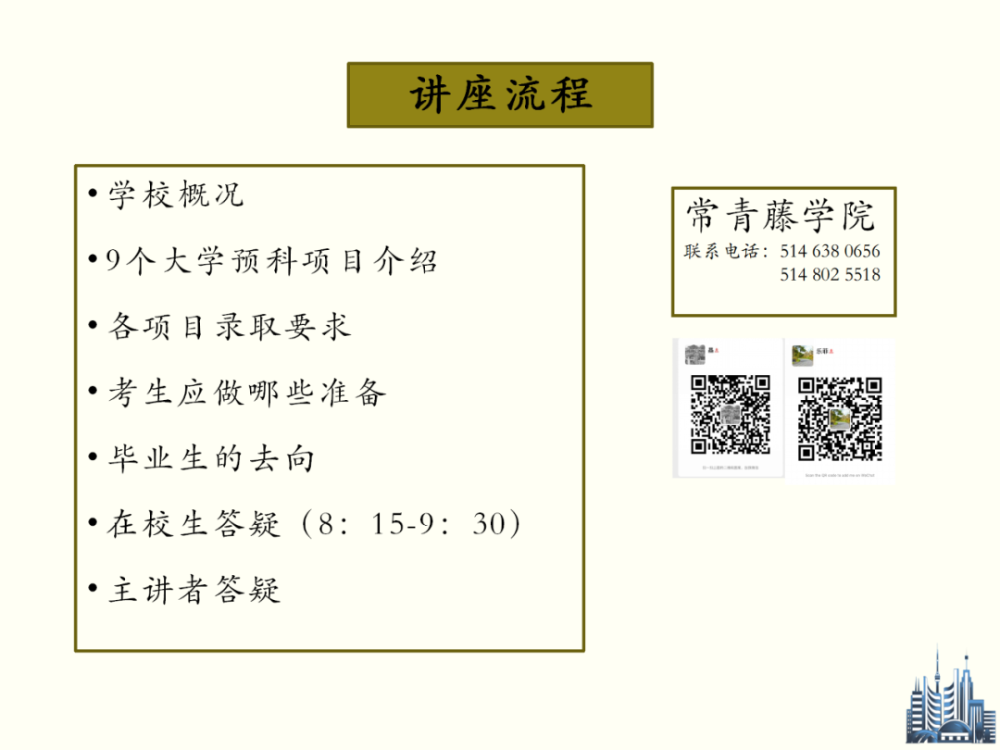 讲座流程
• 学校概况
• 9个大学预科项目介绍
• 各项目录取要求
• 考生应做哪些准备
• 毕业生的去向
• 在校生答疑（8：15-9：30）
• 主讲者答疑
常青藤学院
联系电话：514 638 0656
514 802 5518
乐菲
Scan the QR code to add me on WeChat